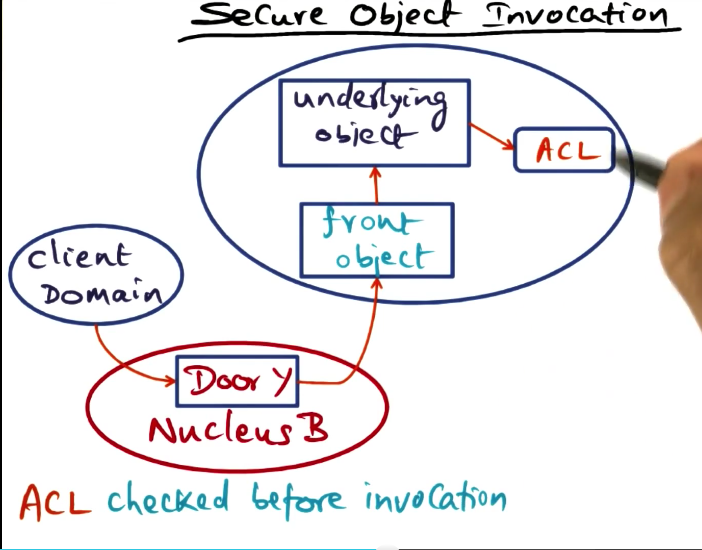 Secure Object Invocation
underlying
object
ACL
front
object
client
Domain
Door Y
Nucleus B
ACL checked before invocation